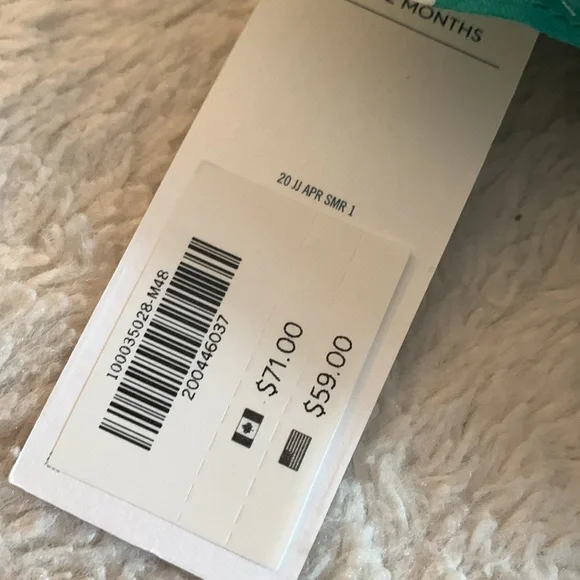 MONTHS
20 JJ APR SMR 1
100035028-M48
200446037
$71.00
$59.00